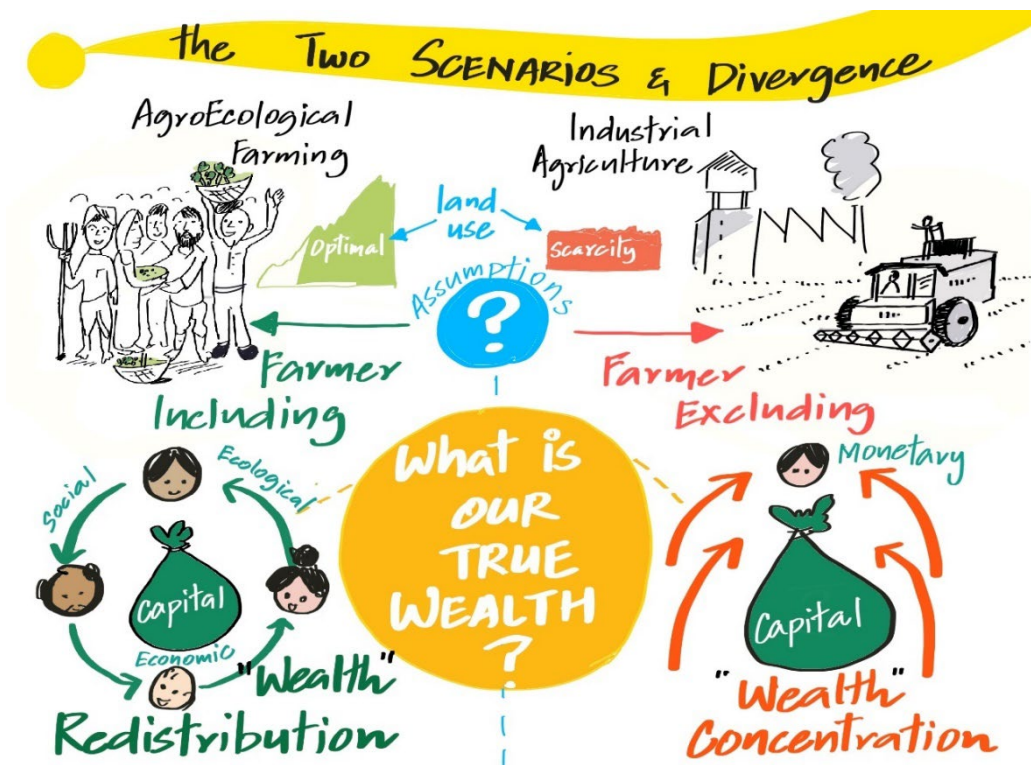 the Two SCENARIOS & Divergence
AgroEcological
Farming
Industrial
Agriculture
land
use
Optimal
Scarcity
Assumptions
?
Farmer
Including
Farmer
Excluding
What is
OUR
TRUE
WEALTH
?
Social
Ecological
Capital
Economic
"Wealth"
Redistribution
Monetary
Capital
"Wealth"
Concentration